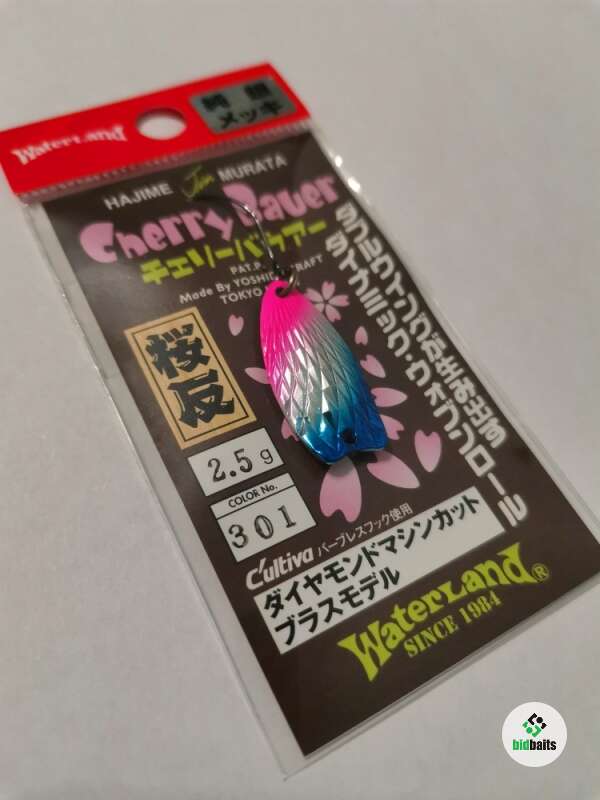 純銀
メッキ
WaterLand
HAJIME Jim MURATA
Cherry Bauer
チェリーバウアー
PAT.P.
Made By YOSHIDA CRAFT
TOKYO
ダブルウイングが生み出す
ダイナミック・ウォブンロール
桜
反
2.5g
COLOR No.
301
C'ultiva バーブレスフック使用
ダイヤモンドマシンカット
ブラスモデル
WaterLand®
SINCE 1984
bidbaits